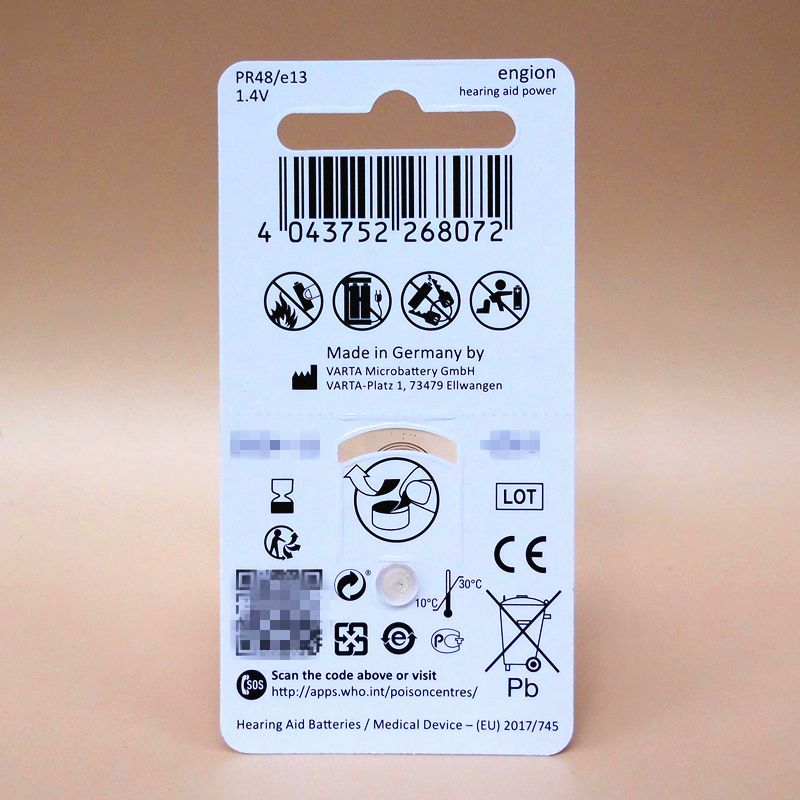 PR48/e13
1.4V
engion
hearing aid power
4 043752 268072
Made in Germany by
VARTA Microbattery GmbH
VARTA-Platz 1, 73479 Ellwangen
LOT
CE
®
10°C
30°C
e
PCT
SOS
Scan the code above or visit
http://apps.who.int/poisoncentres/
Pb
Hearing Aid Batteries / Medical Device – (EU) 2017/745